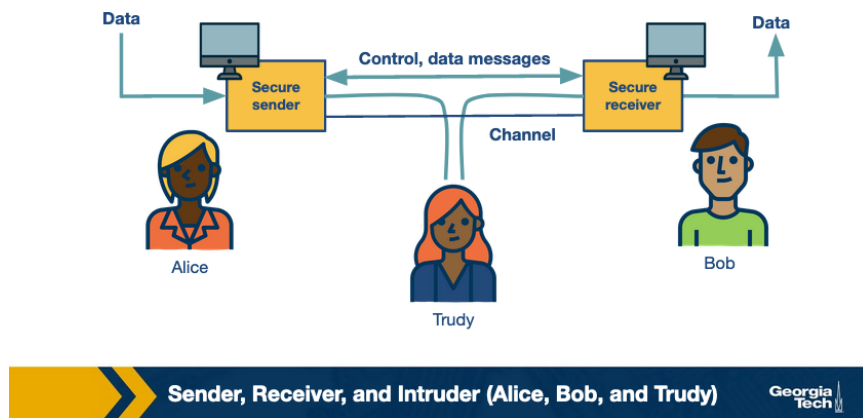 Data
Data
Control, data messages
Secure
sender
Secure
receiver
Channel
Alice
Bob
Trudy
Sender, Receiver, and Intruder (Alice, Bob, and Trudy)
Georgia
Tech